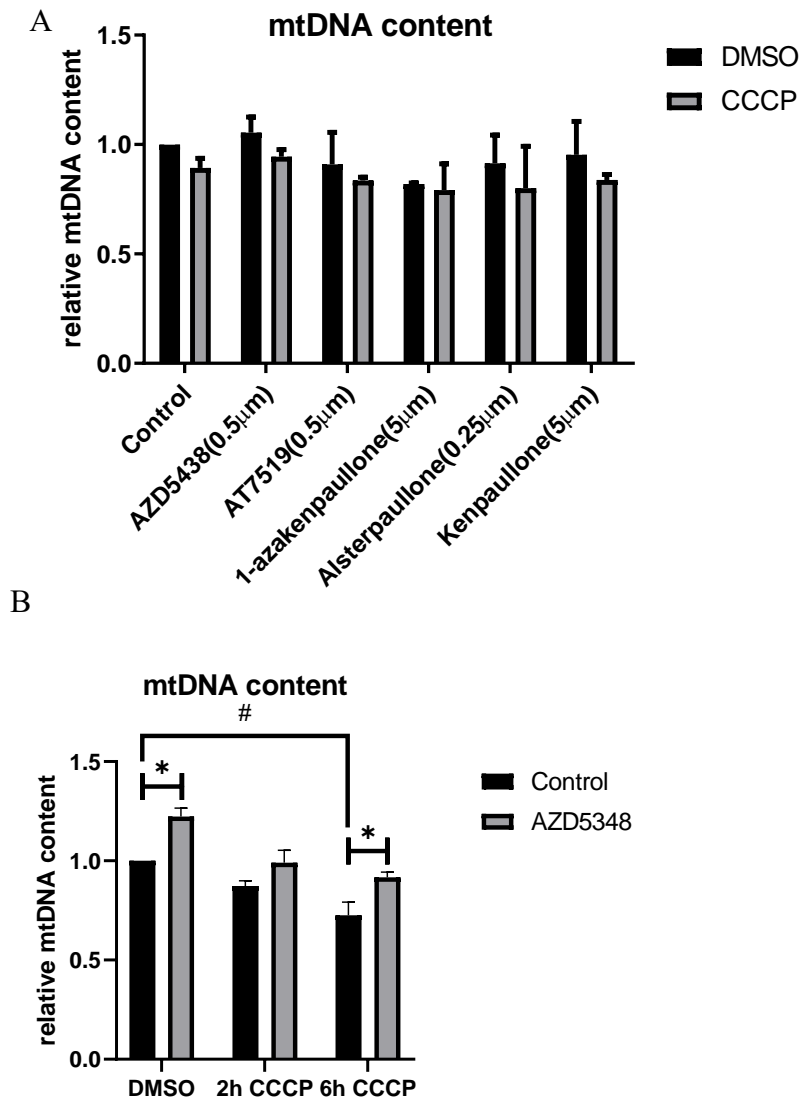 A
mtDNA content
DMSO
CCCP
relative mtDNA content
1.5
1.0
0.5
0.0
Control
AZD5438(0.5μm)
AT7519(0.5μm)
1-azakenpaullone(5μm)
Alsterpaullone(0.25μm)
Kenpaullone(5μm)
B
mtDNA content
#
*
*
Control
AZD5348
relative mtDNA content
1.5
1.0
0.5
0.0
DMSO 2h CCCP 6h CCCP